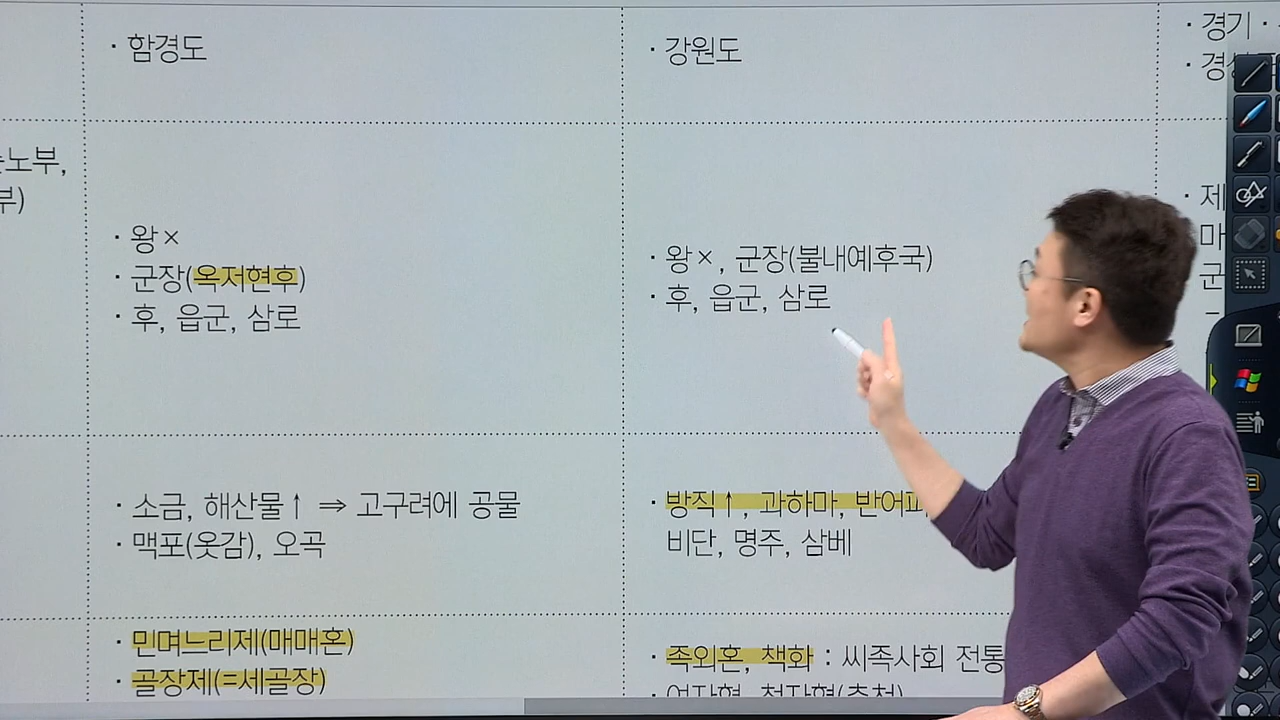 · 함경도
· 강원도
· 경기 ·
노부,
부)
· 왕×
· 군장(옥저현후)
· 후, 읍군, 삼로
· 왕×, 군장(불내예후국)
· 후, 읍군, 삼로
· 제
마
군
· 소금, 해산물↑ ⇒ 고구려에 공물
· 맥포(옷감), 오곡
· 방직↑, 과하마, 반어피
비단, 명주, 삼베
· 민며느리제(매매혼)
· 골장제(=세골장)
· 족외혼, 책화 : 씨족사회 전통